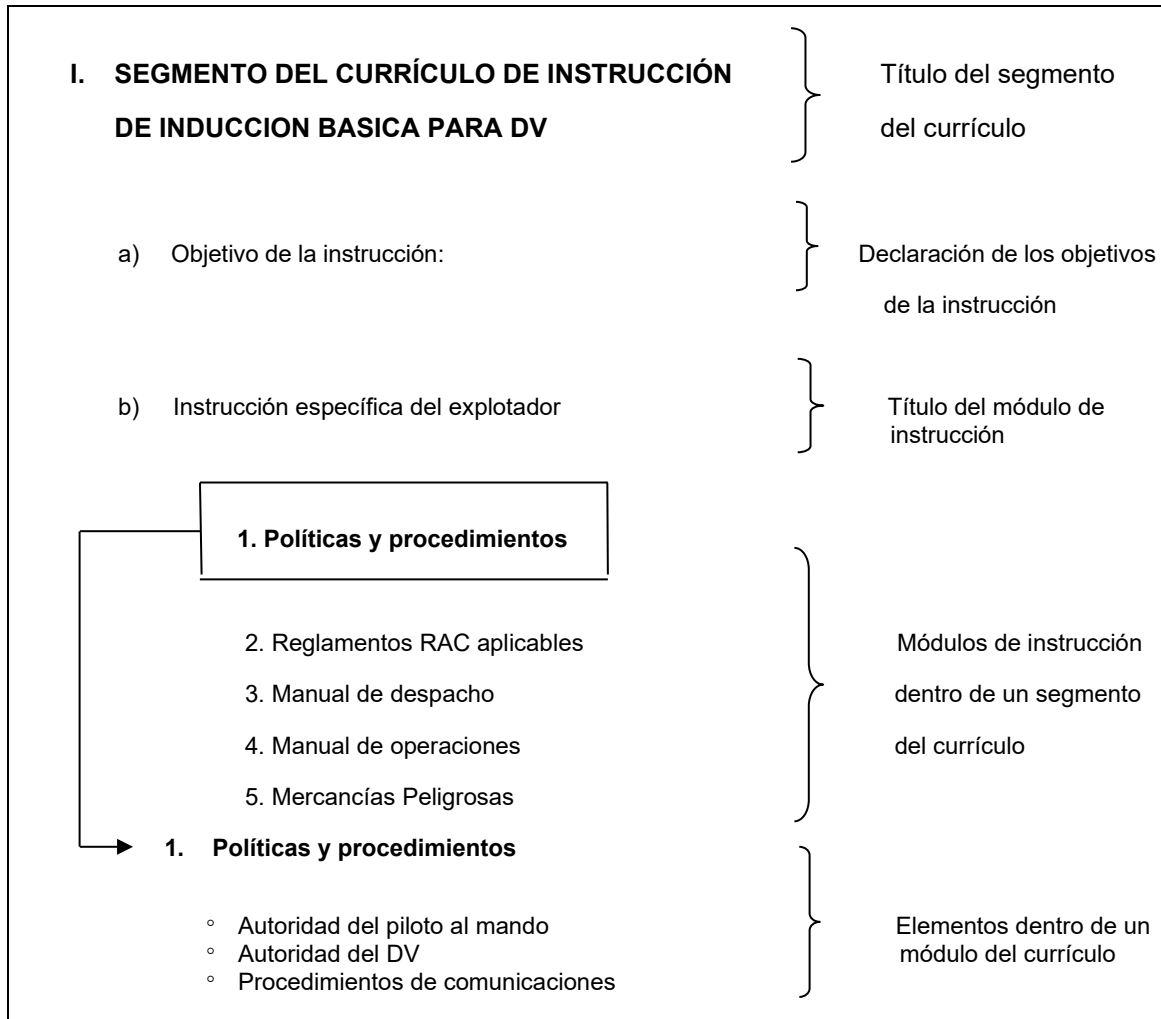 I. SEGMENTO DEL CURRÍCULO DE INSTRUCCIÓN
DE INDUCCION BASICA PARA DV
Título del segmento
del currículo
a) Objetivo de la instrucción:
Declaración de los objetivos
de la instrucción
b) Instrucción específica del explotador
Título del módulo de
instrucción
1. Políticas y procedimientos
2. Reglamentos RAC aplicables
3. Manual de despacho
4. Manual de operaciones
5. Mercancías Peligrosas
Módulos de instrucción
dentro de un segmento
del currículo
1. Políticas y procedimientos
° Autoridad del piloto al mando
° Autoridad del DV
° Procedimientos de comunicaciones
Elementos dentro de un
módulo del currículo